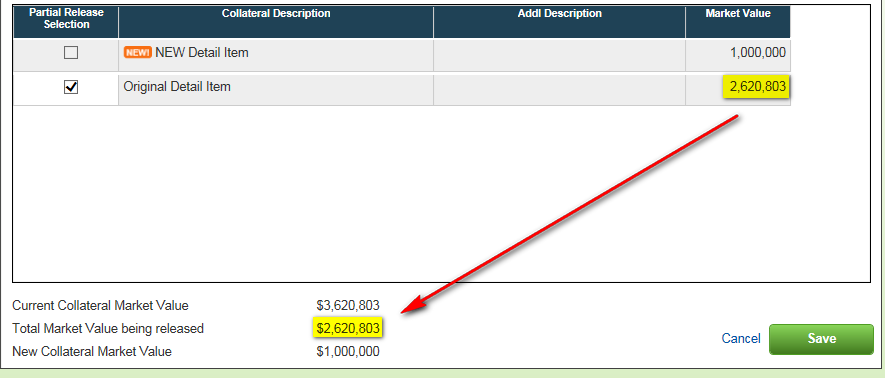 Partial Release Selection Collateral Description Addl Description Market Value
NEW! NEW Detail Item 1,000,000
Original Detail Item 2,620,803
Current Collateral Market Value $3,620,803
Total Market Value being released $2,620,803
New Collateral Market Value $1,000,000
Cancel Save